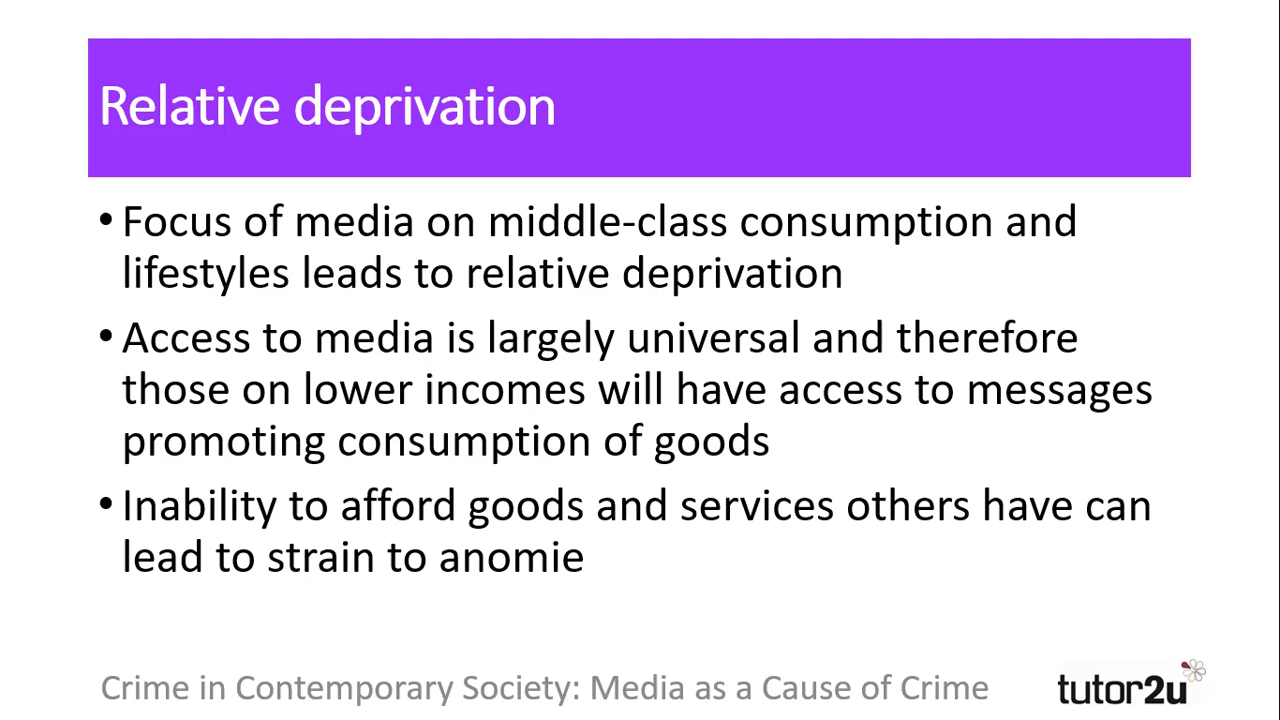 Relative deprivation
• Focus of media on middle-class consumption and
lifestyles leads to relative deprivation
• Access to media is largely universal and therefore
those on lower incomes will have access to messages
promoting consumption of goods
• Inability to afford goods and services others have can
lead to strain to anomie
Crime in Contemporary Society: Media as a Cause of Crime
tutor2u